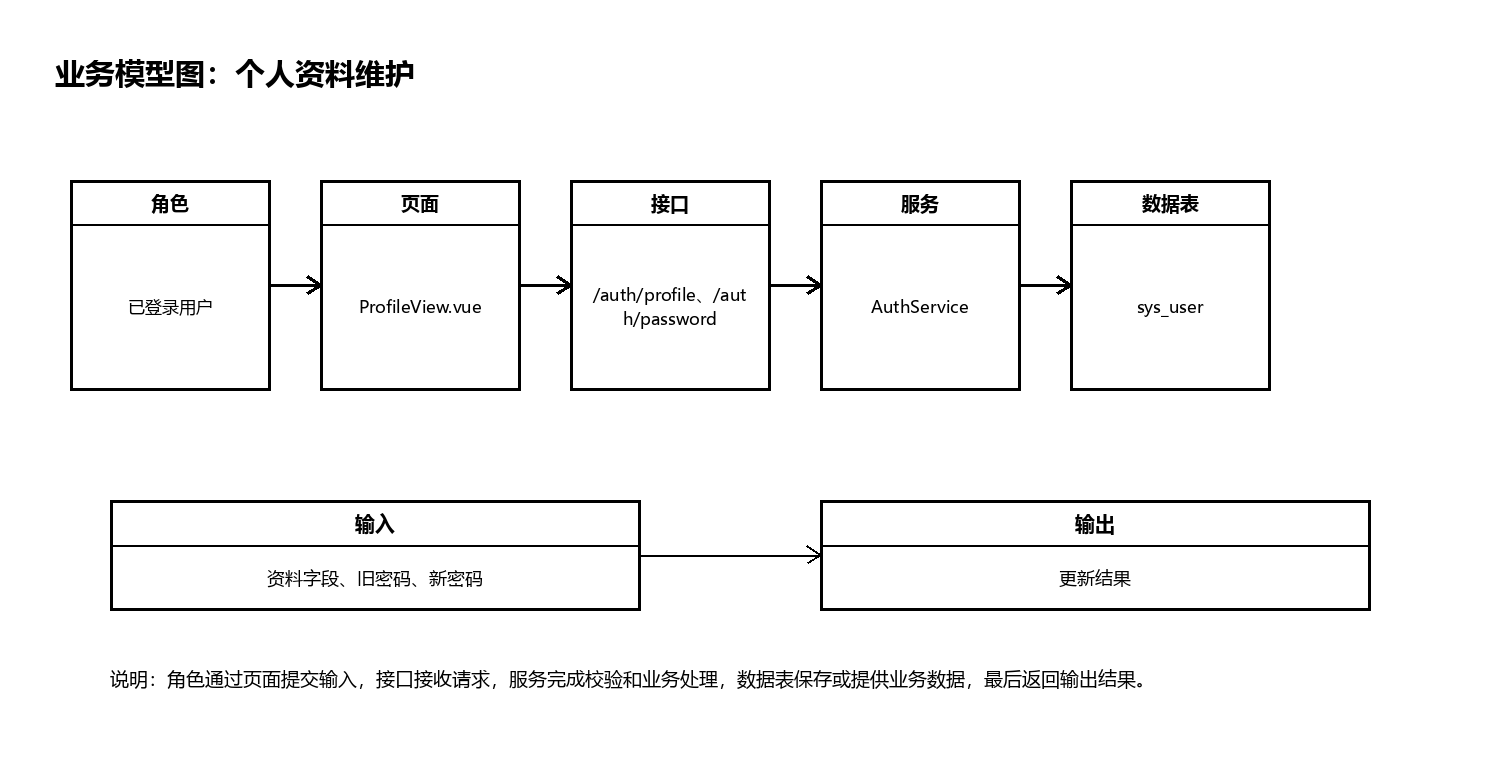 业务模型图：个人资料维护
角色
页面
接口
服务
数据表
已登录用户
ProfileView.vue
/auth/profile、/aut
h/password
AuthService
sys_user
输入
输出
资料字段、旧密码、新密码
更新结果
说明：角色通过页面提交输入，接口接收请求，服务完成校验和业务处理，数据表保存或提供业务数据，最后返回输出结果。